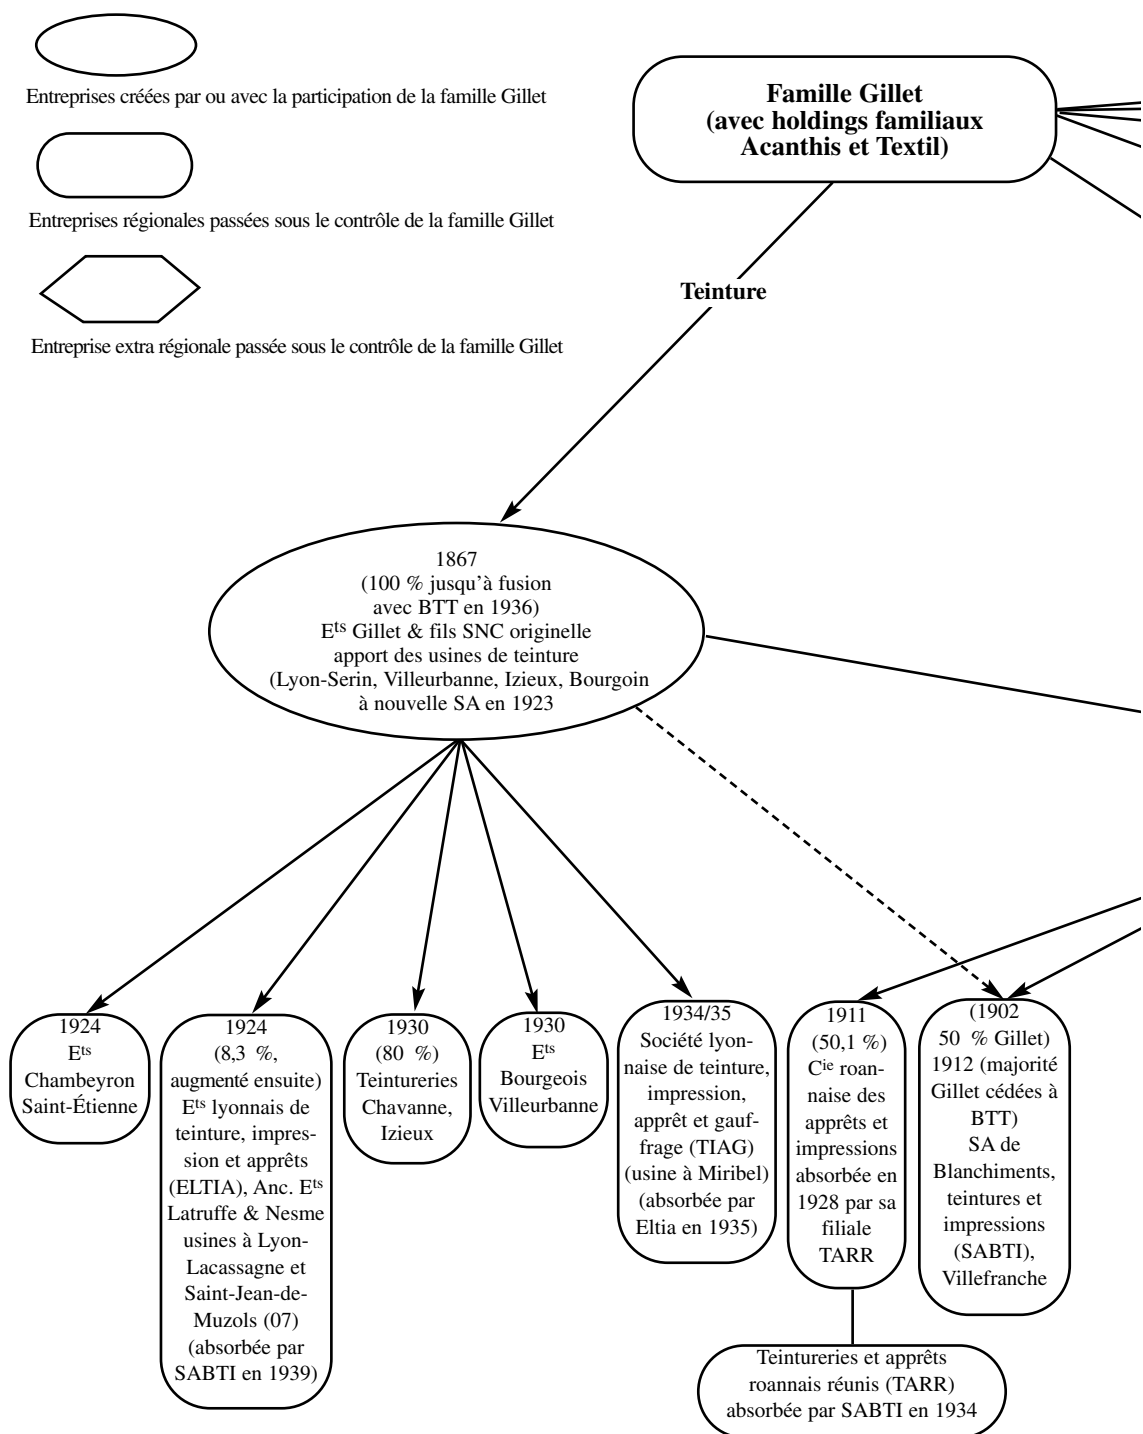 Entreprises créées par ou avec la participation de la famille Gillet
Entreprises régionales passées sous le contrôle de la famille Gillet
Entreprise extra régionale passée sous le contrôle de la famille Gillet
Famille Gillet
(avec holdings familiaux
Acanthis et Textil)
Teinture
1867
(100 % jusqu'à fusion
avec BTT en 1936)
Ets Gillet & fils SNC originelle
apport des usines de teinture
(Lyon-Serin, Villeurbanne, Izieux, Bourgoin
à nouvelle SA en 1923
1924
Ets
Chambeyron
Saint-Étienne
1924
(8,3 %,
augmenté ensuite)
Ets lyonnais de
teinture, impres-
sion et apprêts
(ELTIA), Anc. Ets
Latruffe & Nesme
usines à Lyon-
Lacassagne et
Saint-Jean-de-
Muzols (07)
(absorbée par
SABTI en 1939)
1930
(80 %)
Teintureries
Chavanne,
Izieux
1930
Ets
Bourgeois
Villeurbanne
1934/35
Société lyon-
naise de teinture,
impression,
apprêt et gauf-
frage (TIAG)
(usine à Miribel)
(absorbée par
Eltia en 1935)
1911
(50,1 %)
Cie roan-
naise des
apprêts et
impressions
absorbée en
1928 par sa
filiale
TARR
(1902
50 % Gillet)
1912 (majorité
Gillet cédées à
BTT)
SA de
Blanchiments,
teintures et
impressions
(SABTI),
Villefranche
Teintureries et apprêts
roannais réunis (TARR)
absorbée par SABTI en 1934